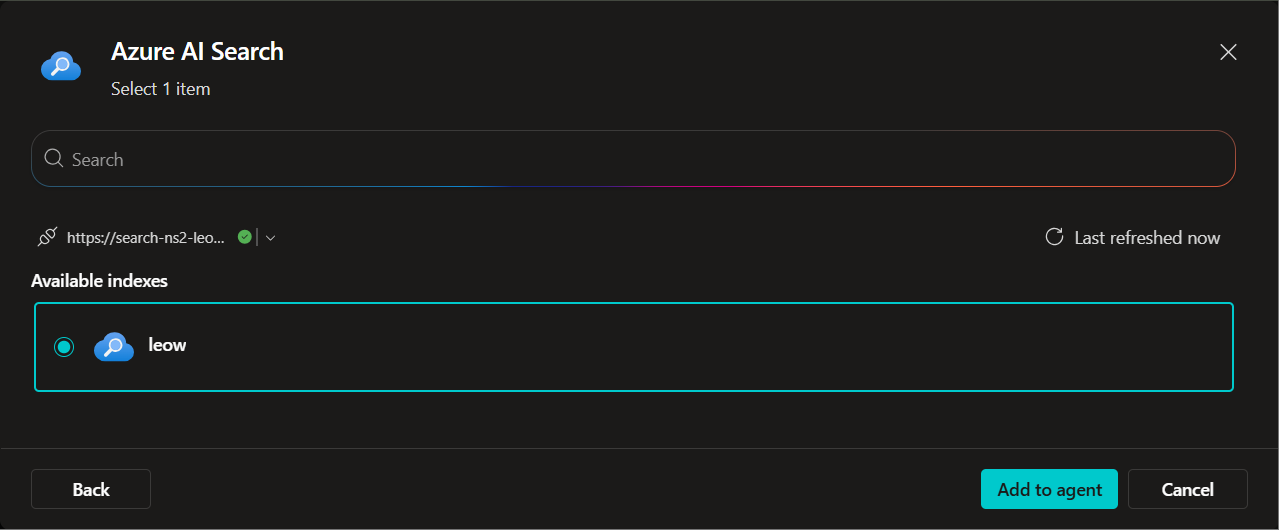 Azure AI Search
Select 1 item
Search
https://search-ns2-leo...
Last refreshed now
Available indexes
leow
Back
Add to agent
Cancel